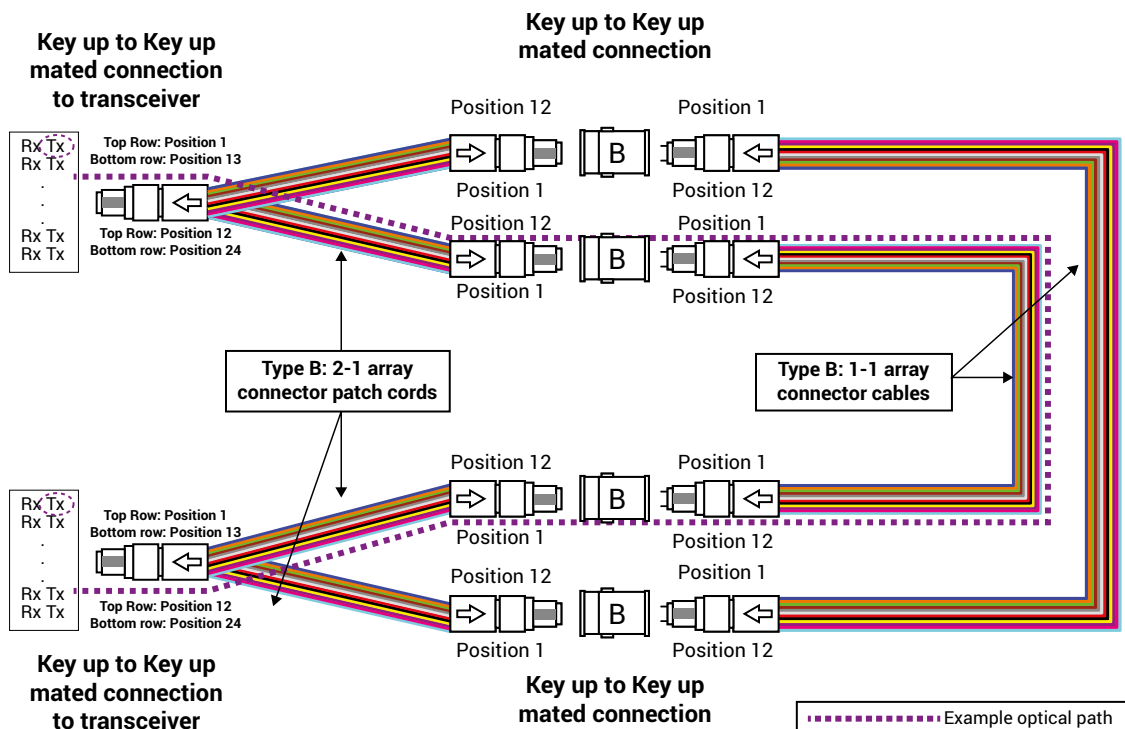 Key up to Key up
mated connection
Key up to Key up
mated connection
to transceiver
Position 12
Position 1
Rx Tx
Rx Tx
.
.
.
.
Rx Tx
Rx Tx
Top Row: Position 1
Bottom row: Position 13
Top Row: Position 12
Bottom row: Position 24
B
Position 1
Position 12
Position 12
Position 1
B
Position 1
Position 12
Type B: 2-1 array
connector patch cords
Type B: 1-1 array
connector cables
Position 12
Position 1
Rx Tx
Rx Tx
.
.
.
.
Rx Tx
Rx Tx
Top Row: Position 1
Bottom row: Position 13
Top Row: Position 12
Bottom row: Position 24
B
Position 1
Position 12
Position 12
Position 1
B
Position 1
Position 12
Key up to Key up
mated connection
to transceiver
Key up to Key up
mated connection
Example optical path